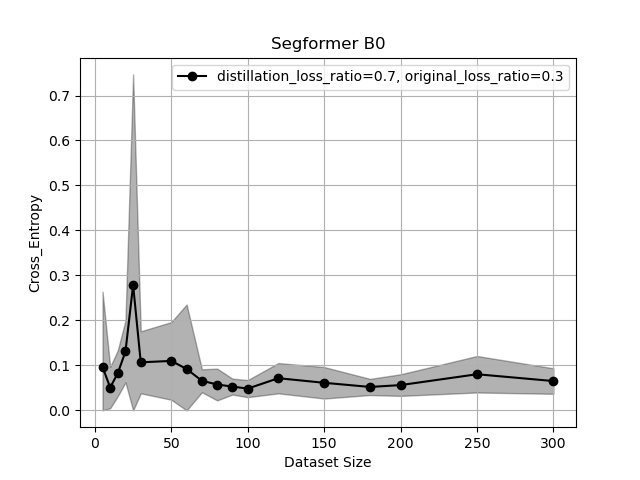 Segformer B0
distillation_loss_ratio=0.7, original_loss_ratio=0.3
Cross_Entropy
0.7
0.6
0.5
0.4
0.3
0.2
0.1
0.0
0 50 100 150 200 250 300
Dataset Size